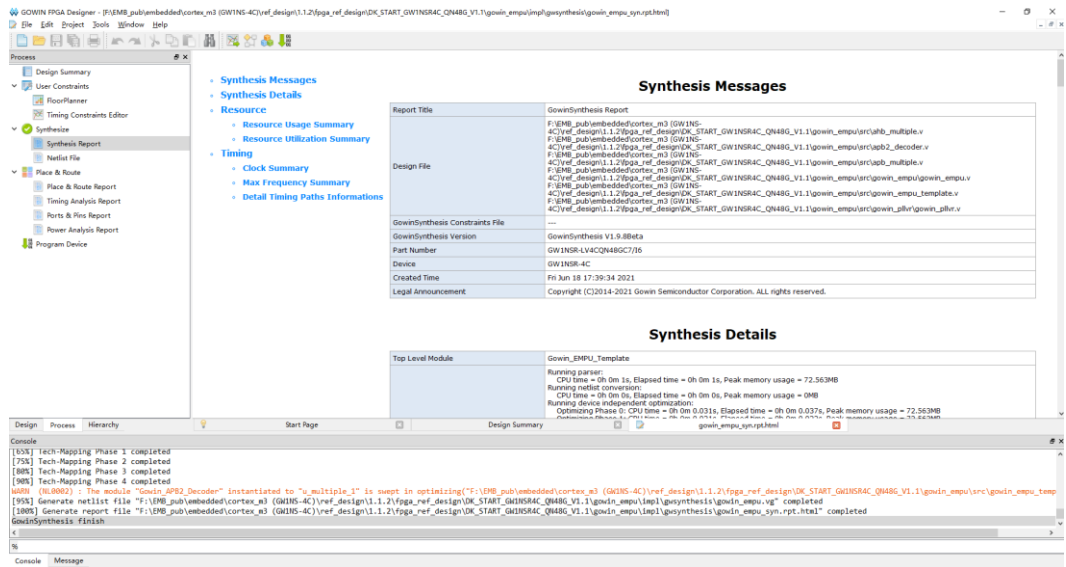 GOWIN FPGA Designer - [F:\EMB_pub\embedded\cortex_m3 (GW1NS-4C)\ref_design\1.1.2\fpga_ref_design\DK_START_GW1NSR4C_QN48G_V1.1\gowin_empu\impl\gwsynthesis\gowin_empu_syn.rpt.html]
File Edit Project Tools Window Help
Process
Design Summary
User Constraints
FloorPlanner
Timing Constraints Editor
Synthesize
Synthesis Report
Netlist File
Place & Route
Place & Route Report
Timing Analysis Report
Ports & Pins Report
Power Analysis Report
Program Device
Design Process Hierarchy
Synthesis Messages
Synthesis Details
Resource
Resource Usage Summary
Resource Utilization Summary
Timing
Clock Summary
Max Frequency Summary
Detail Timing Paths Informations
Synthesis Messages
Report Title GowinSynthesis Report
Design File
F:\EMB_pub\embedded\cortex_m3 (GW1NS-
4C)\ref_design\1.1.2\fpga_ref_design\DK_START_GW1NSR4C_QN48G_V1.1\gowin_empu\src\ahb_multiple.v
F:\EMB_pub\embedded\cortex_m3 (GW1NS-
4C)\ref_design\1.1.2\fpga_ref_design\DK_START_GW1NSR4C_QN48G_V1.1\gowin_empu\src\apb2_decoder.v
F:\EMB_pub\embedded\cortex_m3 (GW1NS-
4C)\ref_design\1.1.2\fpga_ref_design\DK_START_GW1NSR4C_QN48G_V1.1\gowin_empu\src\apb_multiple.v
F:\EMB_pub\embedded\cortex_m3 (GW1NS-
4C)\ref_design\1.1.2\fpga_ref_design\DK_START_GW1NSR4C_QN48G_V1.1\gowin_empu\src\gowin_empu\gowin_empu.v
F:\EMB_pub\embedded\cortex_m3 (GW1NS-
4C)\ref_design\1.1.2\fpga_ref_design\DK_START_GW1NSR4C_QN48G_V1.1\gowin_empu\src\gowin_empu_template.v
F:\EMB_pub\embedded\cortex_m3 (GW1NS-
4C)\ref_design\1.1.2\fpga_ref_design\DK_START_GW1NSR4C_QN48G_V1.1\gowin_empu\src\gowin_pllvr\gowin_pllvr.v
GowinSynthesis Constraints File ---
GowinSynthesis Version GowinSynthesis V1.9.8Beta
Part Number GW1NSR-LV4CQN48GC7/I6
Device GW1NSR-4C
Created Time Fri Jun 18 17:39:34 2021
Legal Announcement Copyright (C)2014-2021 Gowin Semiconductor Corporation. ALL rights reserved.
Synthesis Details
Top Level Module Gowin_EMPU_Template
Running parser:
CPU time = 0h 0m 1s, Elapsed time = 0h 0m 1s, Peak memory usage = 72.563MB
Running netlist conversion:
CPU time = 0h 0m 0s, Elapsed time = 0h 0m 0s, Peak memory usage = 0MB
Running device independent optimization:
Optimizing Phase 0: CPU time = 0h 0m 0.031s, Elapsed time = 0h 0m 0.037s, Peak memory usage = 72.563MB
Start Page Design Summary gowin_empu_syn.rpt.html
Console
[65%] Tech-Mapping Phase 1 completed
[75%] Tech-Mapping Phase 2 completed
[80%] Tech-Mapping Phase 3 completed
[90%] Tech-Mapping Phase 4 completed
WARN (NL0002) : The module "Gowin_APB2_Decoder" instantiated to "u_multiple_1" is swept in optimizing("F:\EMB_pub\embedded\cortex_m3 (GW1NS-4C)\ref_design\1.1.2\fpga_ref_design\DK_START_GW1NSR4C_QN48G_V1.1\gowin_empu\src\gowin_empu_temp
[95%] Generate netlist file "F:\EMB_pub\embedded\cortex_m3 (GW1NS-4C)\ref_design\1.1.2\fpga_ref_design\DK_START_GW1NSR4C_QN48G_V1.1\gowin_empu\impl\gwsynthesis\gowin_empu.vg" completed
[100%] Generate report file "F:\EMB_pub\embedded\cortex_m3 (GW1NS-4C)\ref_design\1.1.2\fpga_ref_design\DK_START_GW1NSR4C_QN48G_V1.1\gowin_empu\impl\gwsynthesis\gowin_empu_syn.rpt.html" completed
GowinSynthesis finish
%
Console Message